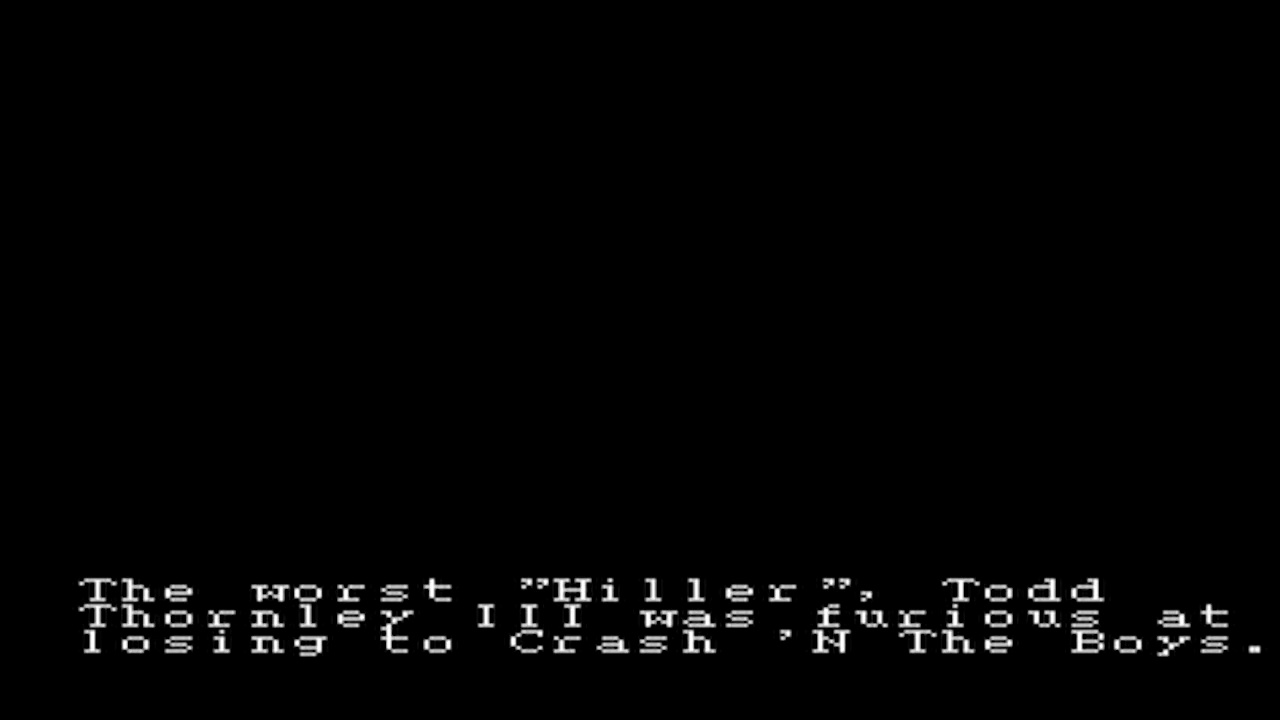 The worst "Hiller", Todd
Thornley III was furious at
losing to Crash 'N The Boys.